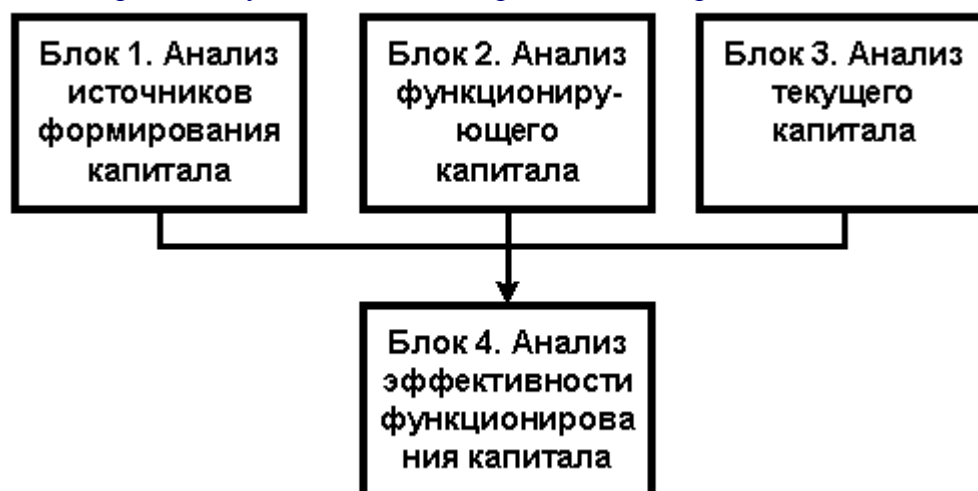 Блок 1. Анализ
источников
формирования
капитала
Блок 2. Анализ
функциониру-
ющего
капитала
Блок 3. Анализ
текущего
капитала
Блок 4. Анализ
эффективности
функционирова
ния капитала